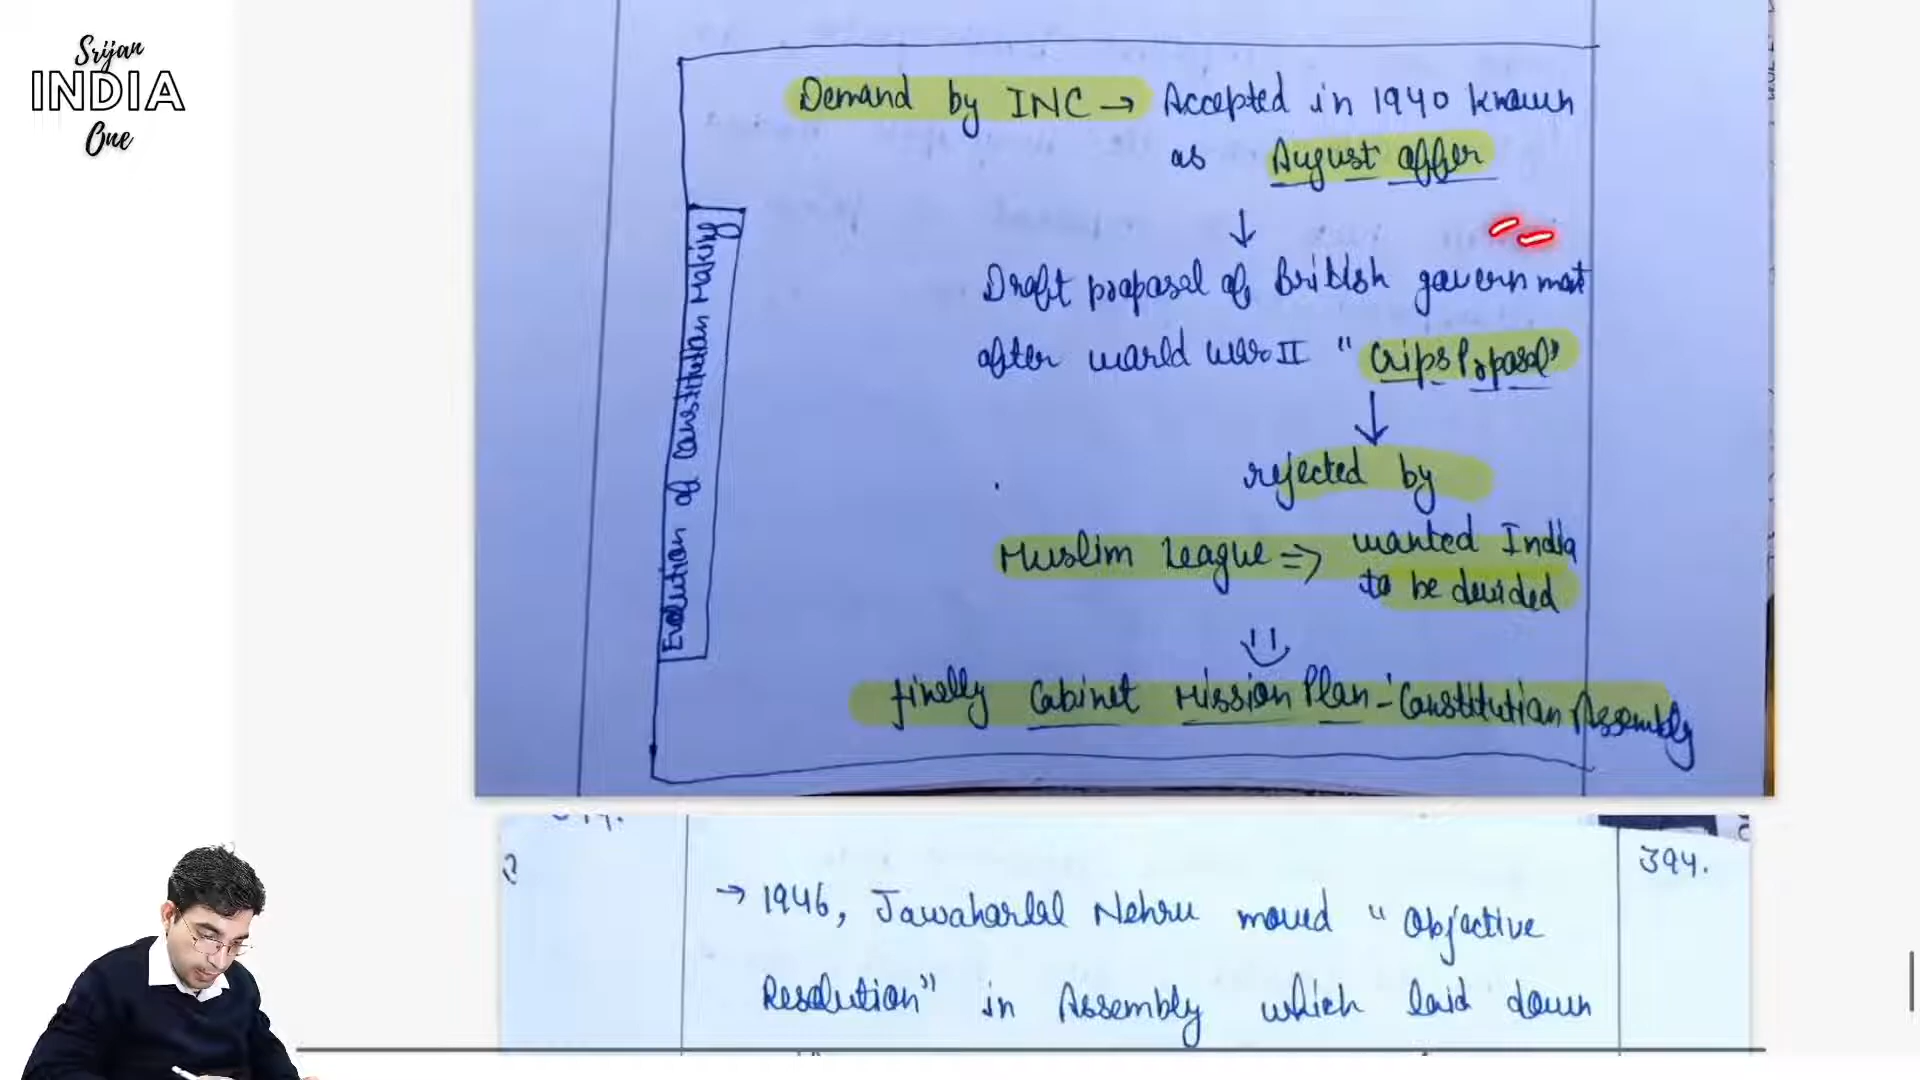 Srijan
INDIA
One
Demand by INC → Accepted in 1940 known
as August offer
↓
Draft proposal of British government
after world war II "Crips Proposal"
↓
rejected by
Muslim League ⇒ wanted India
to be devided
finally Cabinet Mission Plan - Constitution Assembly
Evolution of Constitution Making
394.
→ 1946, Jawaharlal Nehru moved "Objective
Resolution" in Assembly which laid down